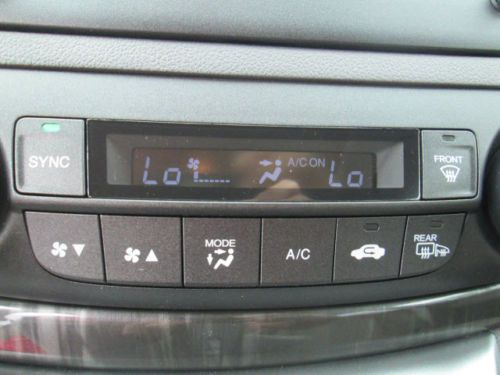 SYNC
Lo
A/C ON
Lo
FRONT
MODE
A/C
REAR